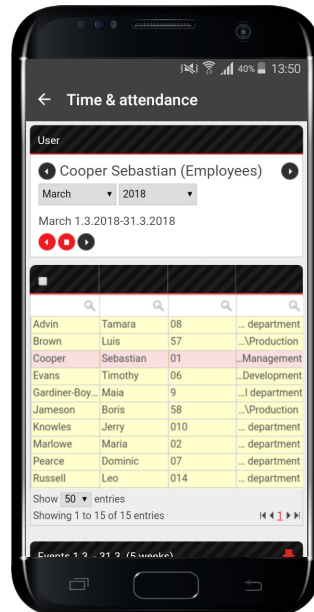 40% 13:50
Time & attendance
User
Cooper Sebastian (Employees)
March 2018
March 1.3.2018-31.3.2018
Advin Tamara 08 ... department
Brown Luis 57 ...\Production
Cooper Sebastian 01 ...Management
Evans Timothy 06 ...Development
Gardiner-Boy... Maia 9 ...l department
Jameson Boris 58 ...\Production
Knowles Jerry 010 ... department
Marlowe Maria 02 ... department
Pearce Dominic 07 ... department
Russell Leo 014 ... department
Show 50 entries
Showing 1 to 15 of 15 entries 1
Events 1.3. - 31.3. (5 weeks)